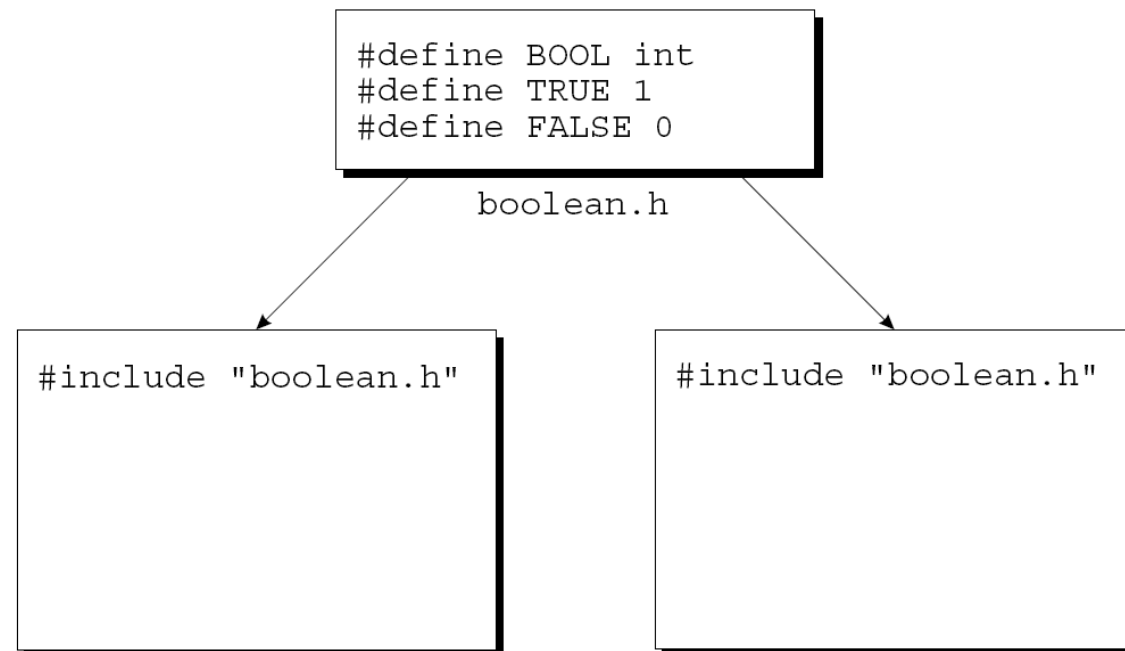 #define BOOL int
#define TRUE 1
#define FALSE 0
boolean.h
#include "boolean.h"
#include "boolean.h"